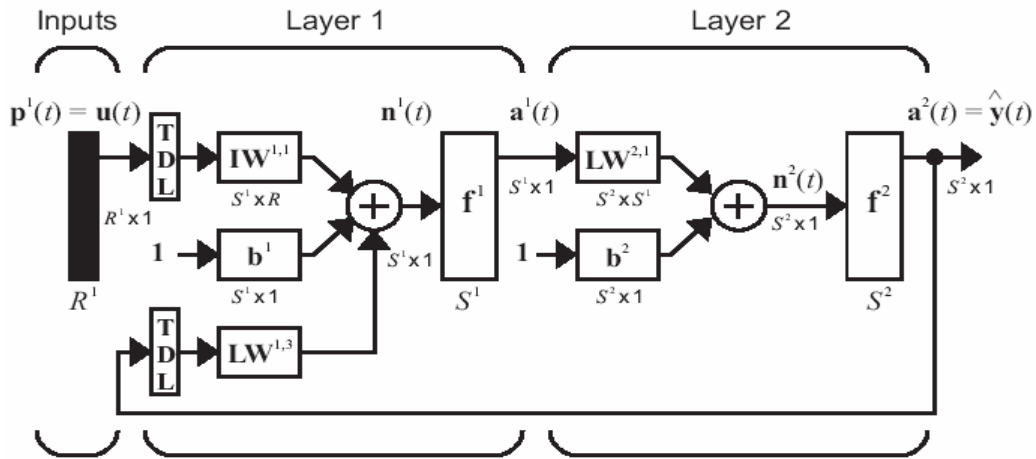 Inputs
Layer 1
Layer 2
p¹(t) = u(t)
n¹(t)
a¹(t)
a²(t) = ŷ(t)
T
D
L
IW¹,¹
LW²,¹
n²(t)
f¹
f²
R¹ x 1
S¹ x R
S¹ x 1
S² x S¹
S² x 1
S² x 1
1
b¹
S¹ x 1
1
b²
S¹ x 1
S² x 1
R¹
S¹
S²
T
D
L
LW¹,³